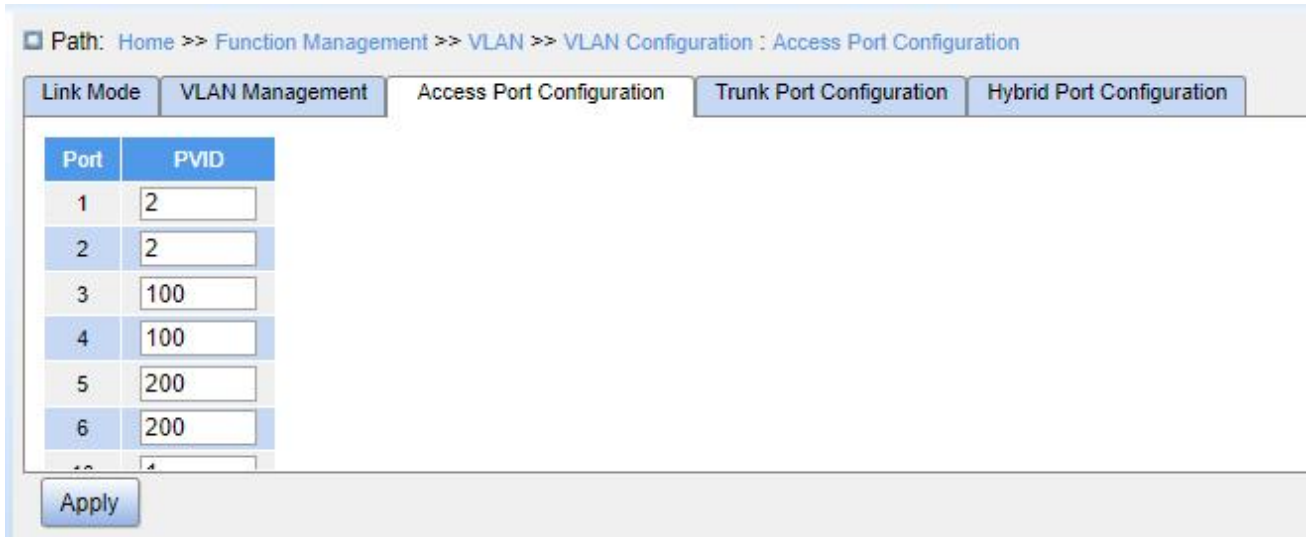 Path: Home >> Function Management >> VLAN >> VLAN Configuration : Access Port Configuration
Link Mode VLAN Management Access Port Configuration Trunk Port Configuration Hybrid Port Configuration
Port PVID
1 2
2 2
3 100
4 100
5 200
6 200
Apply